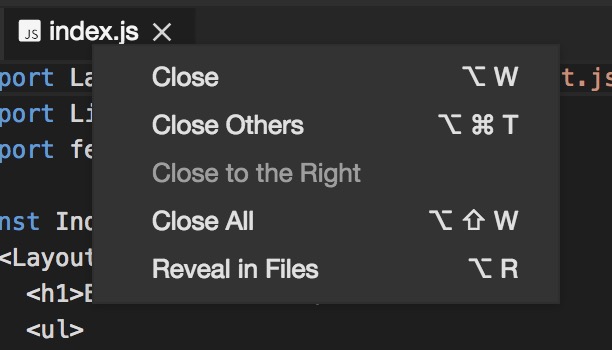 JS index.js
Close ⌥ W
port La t.js
Close Others ⌥ ⌘ T
port Li
port fe
Close to the Right
nst Ind
Close All ⌥ ⇧ W
<Layout
Reveal in Files ⌥ R
<h1>
<ul>